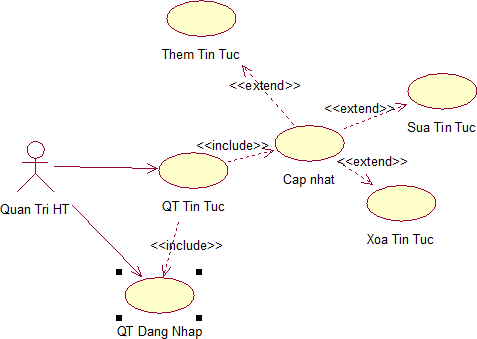 Them Tin Tuc
<<extend>>
<<extend>>
Sua Tin Tuc
<<include>>
<<extend>>
Cap nhat
Quan Tri HT
QT Tin Tuc
Xoa Tin Tuc
<<include>>
QT Dang Nhap